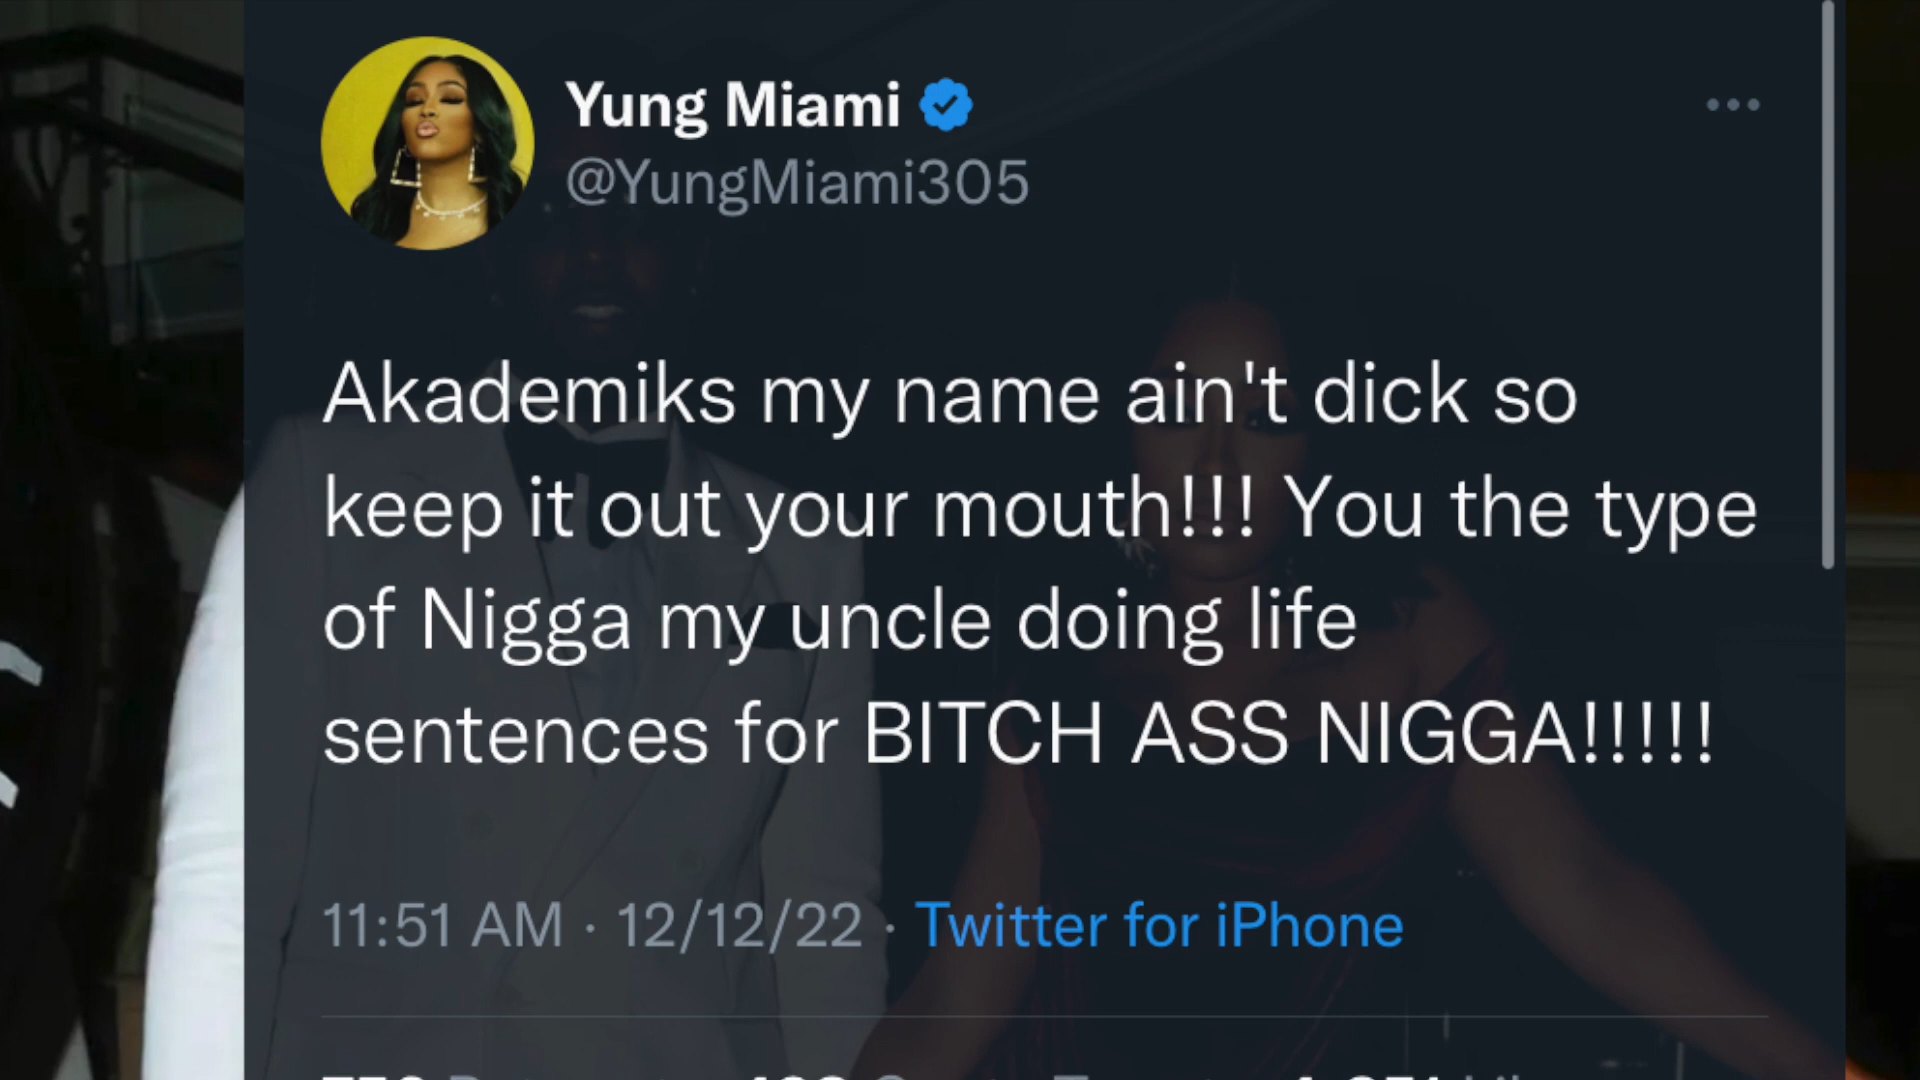 Yung Miami
@YungMiami305
Akademiks my name ain't dick so
keep it out your mouth!!! You the type
of Nigga my uncle doing life
sentences for BITCH ASS NIGGA!!!!!
11:51 AM · 12/12/22 · Twitter for iPhone